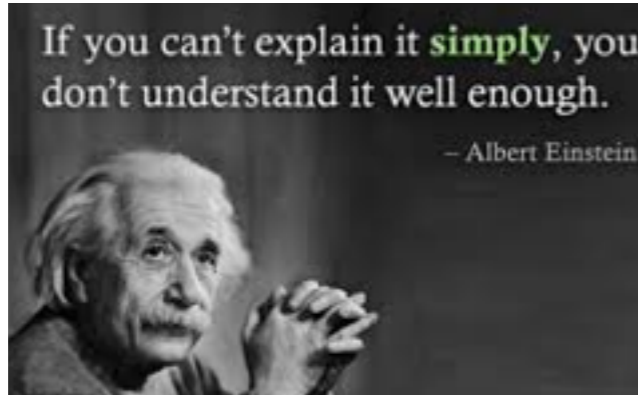 If you can't explain it simply, you
don't understand it well enough.
– Albert Einstein